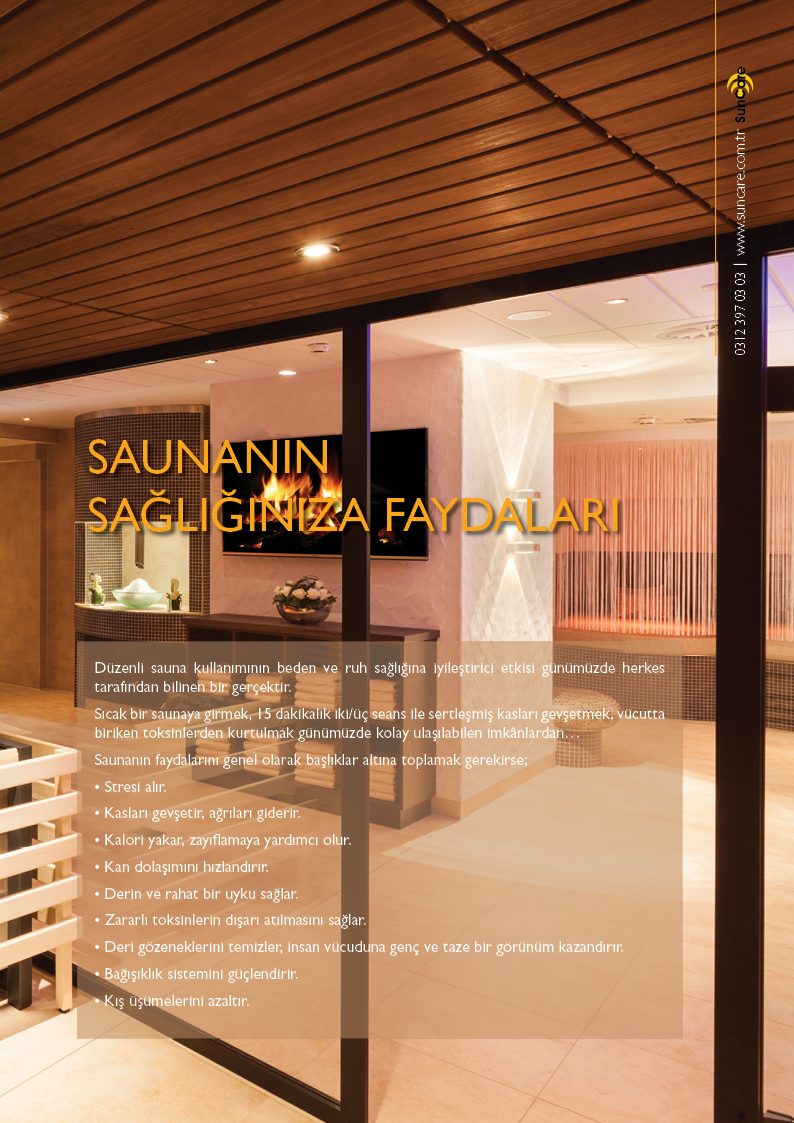 SunCare
0312 397 03 03 | www.suncare.com.tr
SAUNANIN
SAĞLIĞINIZA FAYDALARI
Düzenli sauna kullanımının beden ve ruh sağlığına iyileştirici etkisi günümüzde herkes
tarafından bilinen bir gerçektir.
Sıcak bir saunaya girmek, 15 dakikalık iki/üç seans ile sertleşmiş kasları gevşetmek, vücutta
biriken toksinlerden kurtulmak günümüzde kolay ulaşılabilen imkânlardan…
Saunanın faydalarını genel olarak başlıklar altına toplamak gerekirse;
• Stresi alır.
• Kasları gevşetir, ağrıları giderir.
• Kalori yakar, zayıflamaya yardımcı olur.
• Kan dolaşımını hızlandırır.
• Derin ve rahat bir uyku sağlar.
• Zararlı toksinlerin dışarı atılmasını sağlar.
• Deri gözeneklerini temizler, insan vücuduna genç ve taze bir görünüm kazandırır.
• Bağışıklık sistemini güçlendirir.
• Kış üşümelerini azaltır.